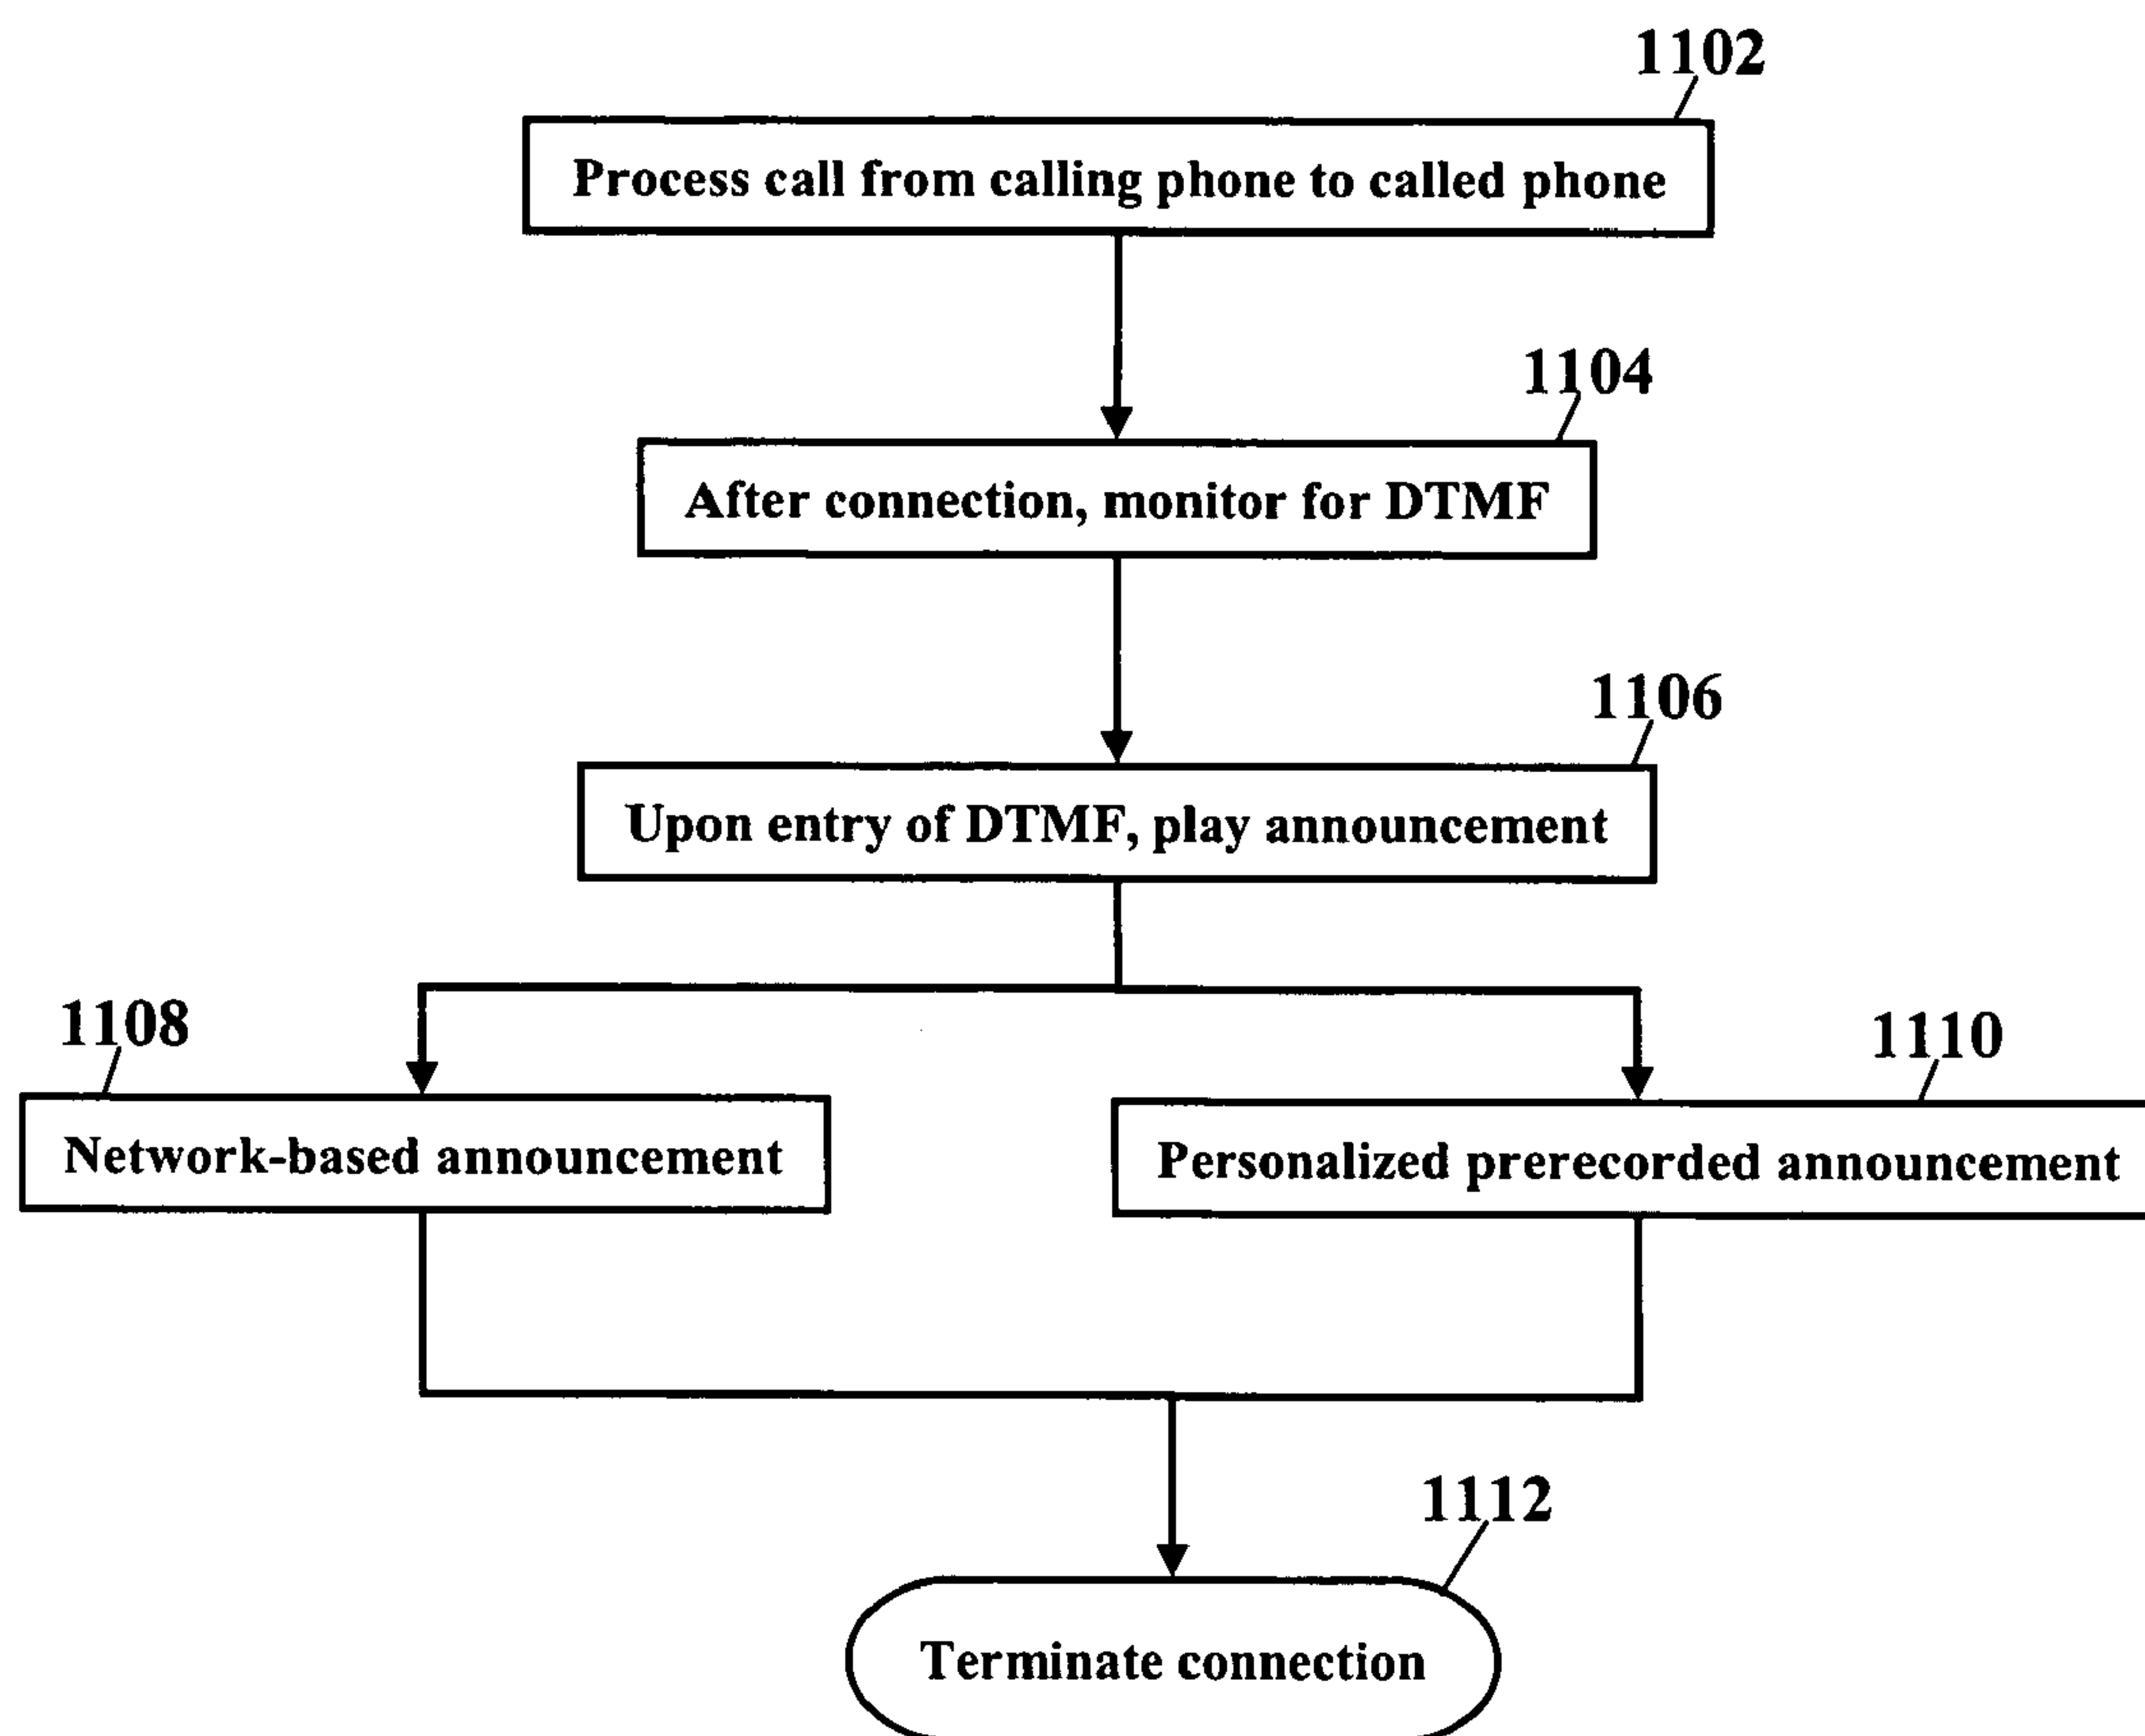 1102
Process call from calling phone to called phone
1104
After connection, monitor for DTMF
1106
Upon entry of DTMF, play announcement
1108
Network-based announcement
1110
Personalized prerecorded announcement
1112
Terminate connection